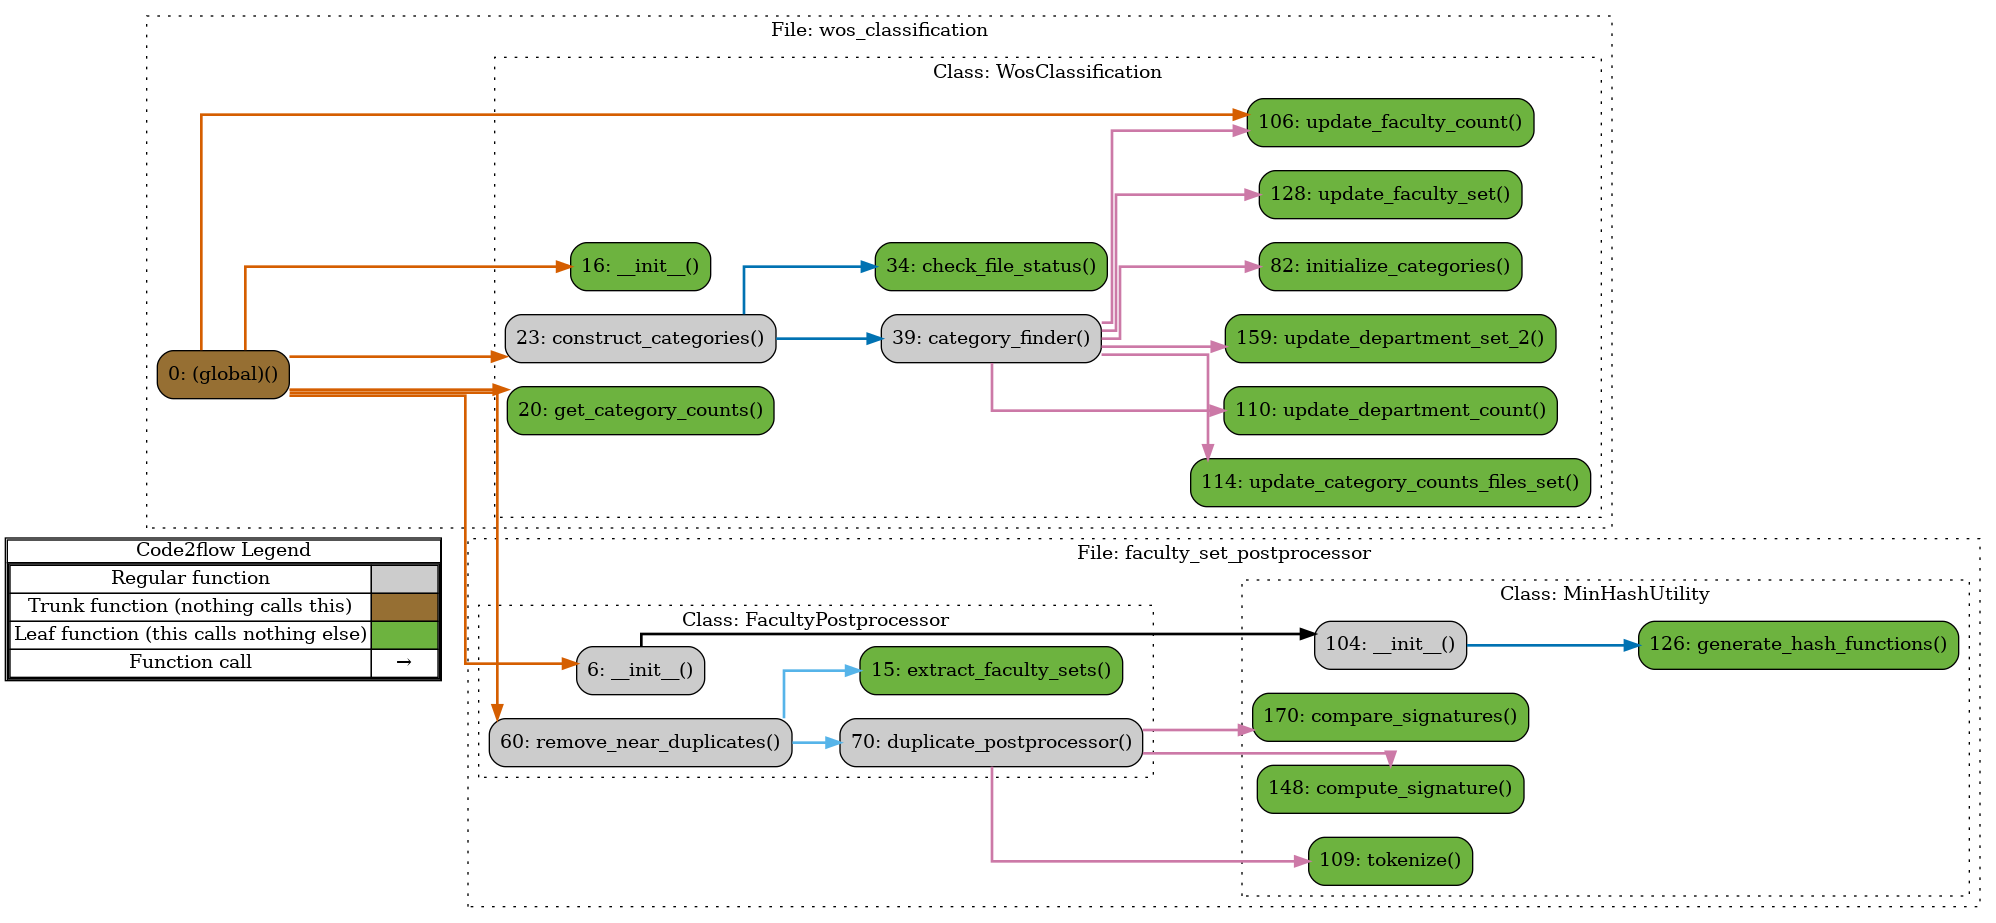 File: wos_classification
Class: WosClassification
106: update_faculty_count()
128: update_faculty_set()
16: __init__()
34: check_file_status()
82: initialize_categories()
23: construct_categories()
39: category_finder()
159: update_department_set_2()
0: (global)()
20: get_category_counts()
110: update_department_count()
114: update_category_counts_files_set()
Code2flow Legend
Regular function
Trunk function (nothing calls this)
Leaf function (this calls nothing else)
Function call →
File: faculty_set_postprocessor
Class: MinHashUtility
Class: FacultyPostprocessor
104: __init__()
126: generate_hash_functions()
6: __init__()
15: extract_faculty_sets()
170: compare_signatures()
60: remove_near_duplicates()
70: duplicate_postprocessor()
148: compute_signature()
109: tokenize()